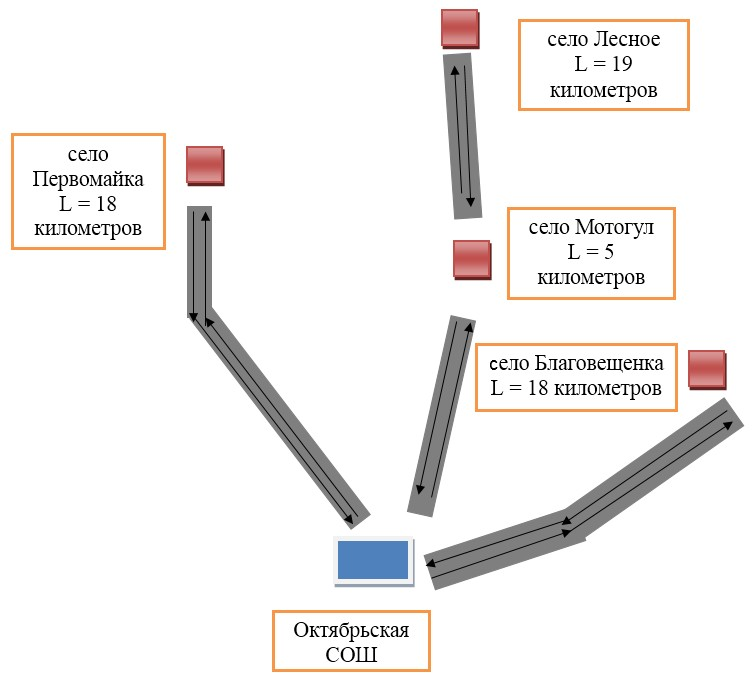 село Лесное
L = 19
километров
село
Первомайка
L = 18
километров
село Мотогул
L = 5
километров
село Благовещенка
L = 18 километров
Октябрьская
СОШ